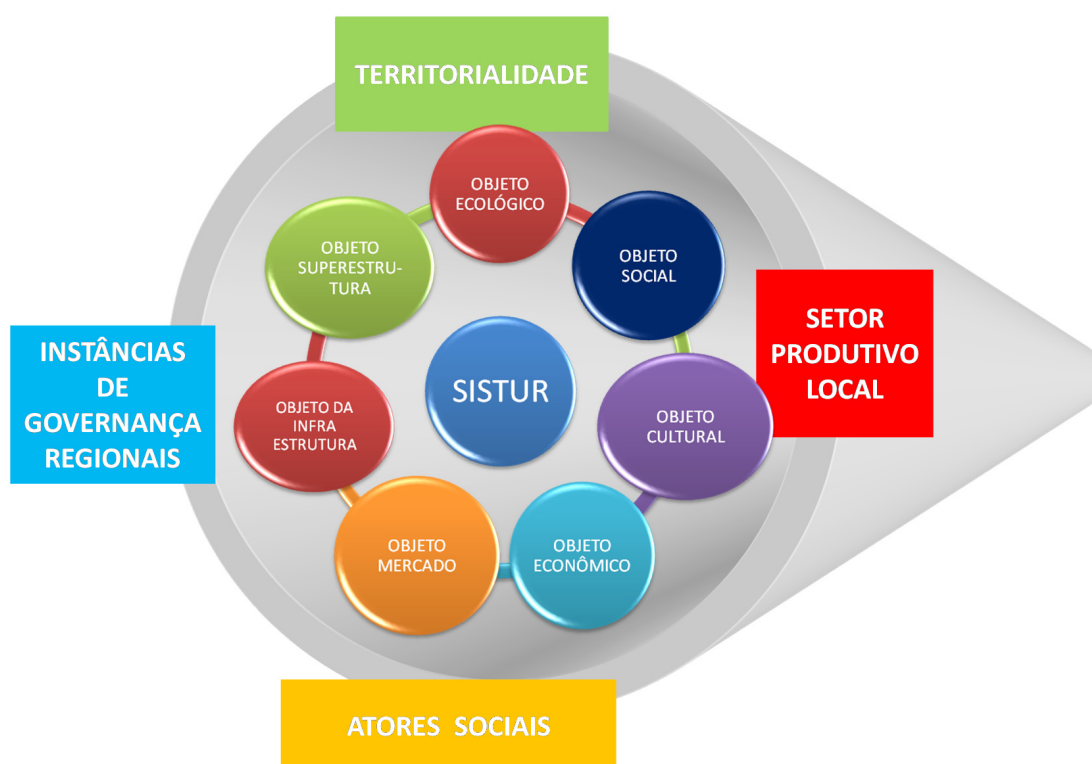 TERRITORIALIDADE
OBJETO
ECOLÓGICO
OBJETO
SOCIAL
OBJETO
SUPERESTRU-
TURA
SETOR
PRODUTIVO
LOCAL
INSTÂNCIAS
DE
GOVERNANÇA
REGIONAIS
SISTUR
OBJETO DA
INFRA
ESTRUTURA
OBJETO
CULTURAL
OBJETO
MERCADO
OBJETO
ECONÔMICO
ATORES SOCIAIS